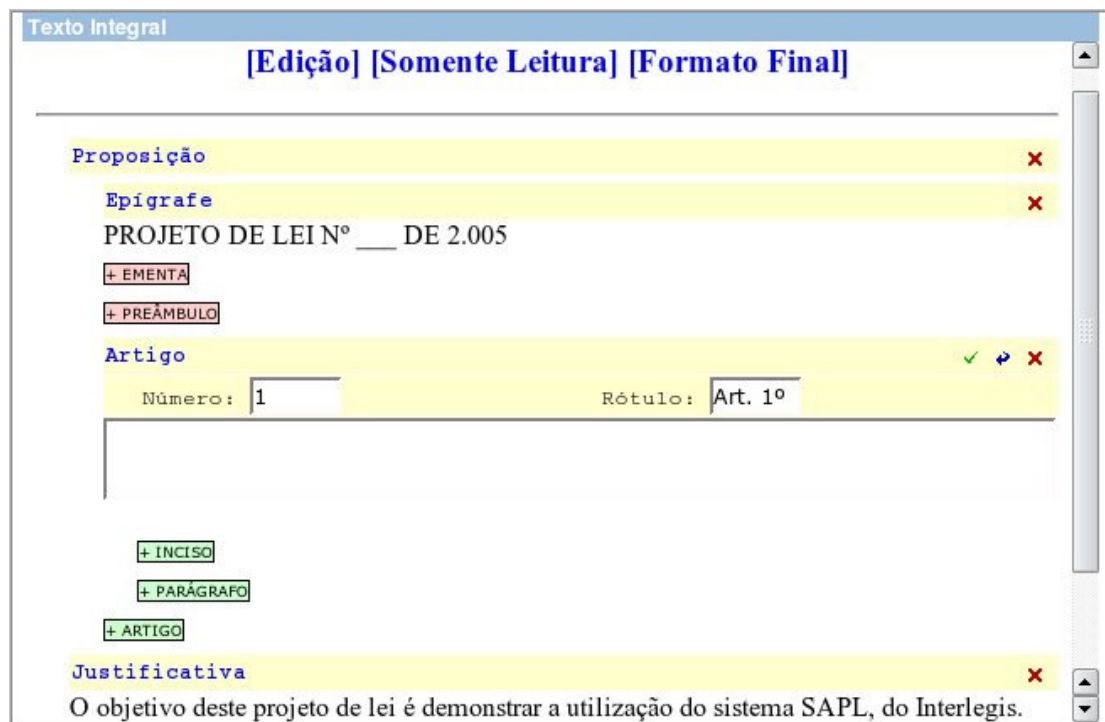 Texto Integral
[Edição] [Somente Leitura] [Formato Final]
Proposição
Epígrafe
PROJETO DE LEI Nº ___ DE 2.005
+ EMENTA
+ PREÂMBULO
Artigo
Número: 1 Rótulo: Art. 1º
+ INCISO
+ PARÁGRAFO
+ ARTIGO
Justificativa
O objetivo deste projeto de lei é demonstrar a utilização do sistema SAPL, do Interlegis.